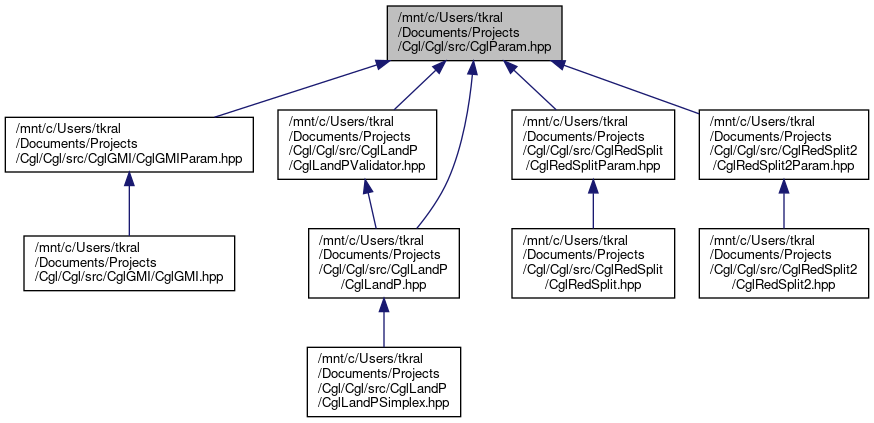 /mnt/c/Users/tkral
/Documents/Projects
/Cgl/Cgl/src/CglParam.hpp
/mnt/c/Users/tkral
/Documents/Projects
/Cgl/Cgl/src/CglGMI/CglGMIParam.hpp
/mnt/c/Users/tkral
/Documents/Projects
/Cgl/Cgl/src/CglLandP
/CglLandPValidator.hpp
/mnt/c/Users/tkral
/Documents/Projects
/Cgl/Cgl/src/CglRedSplit
/CglRedSplitParam.hpp
/mnt/c/Users/tkral
/Documents/Projects
/Cgl/Cgl/src/CglRedSplit2
/CglRedSplit2Param.hpp
/mnt/c/Users/tkral
/Documents/Projects
/Cgl/Cgl/src/CglGMI/CglGMI.hpp
/mnt/c/Users/tkral
/Documents/Projects
/Cgl/Cgl/src/CglLandP
/CglLandP.hpp
/mnt/c/Users/tkral
/Documents/Projects
/Cgl/Cgl/src/CglRedSplit
/CglRedSplit.hpp
/mnt/c/Users/tkral
/Documents/Projects
/Cgl/Cgl/src/CglRedSplit2
/CglRedSplit2.hpp
/mnt/c/Users/tkral
/Documents/Projects
/Cgl/Cgl/src/CglLandP
/CglLandPSimplex.hpp